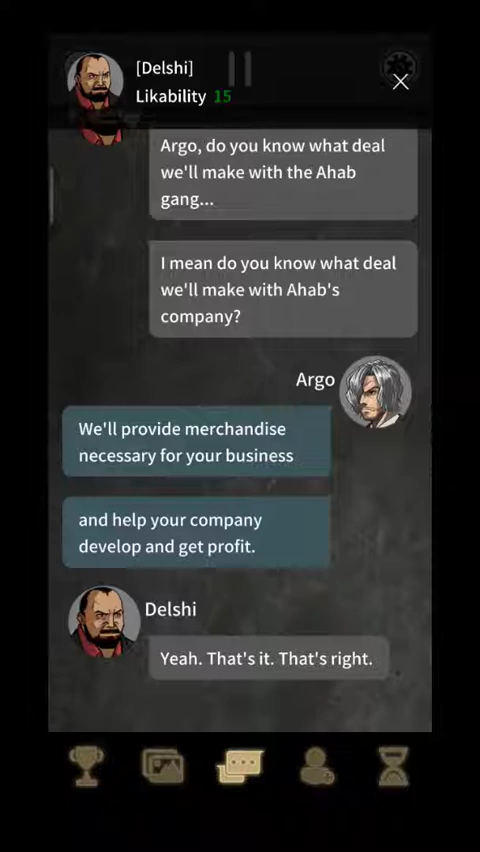 [Delshi]
Likability 15
Argo, do you know what deal
we'll make with the Ahab
gang...
I mean do you know what deal
we'll make with Ahab's
company?
Argo
We'll provide merchandise
necessary for your business
and help your company
develop and get profit.
Delshi
Yeah. That's it. That's right.